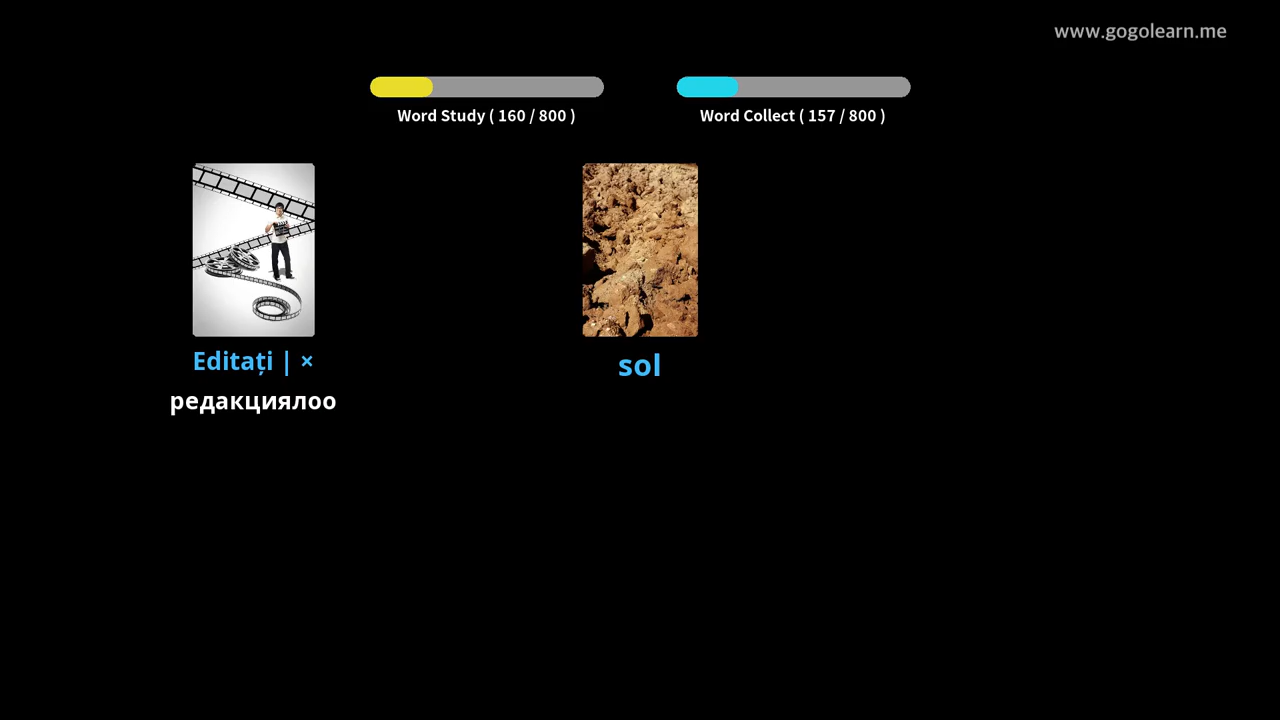 www.gogolearn.me
Word Study ( 160 / 800 )
Word Collect ( 157 / 800 )
Editați | ×
редакциялоо
sol